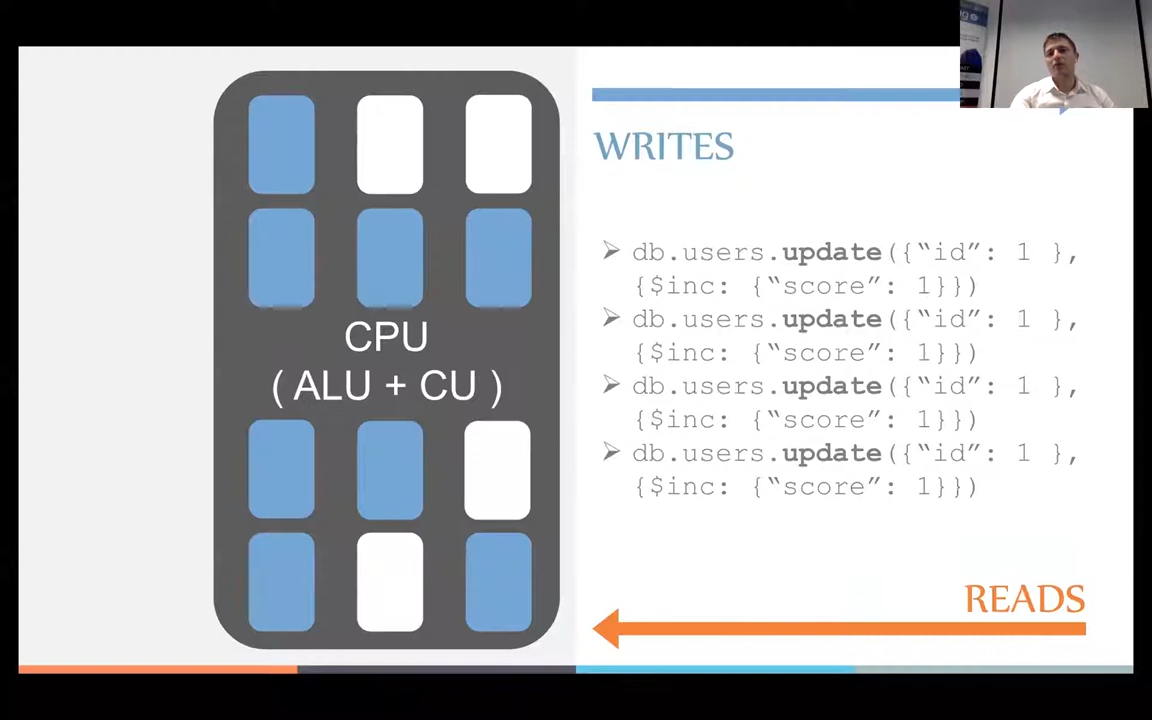 WRITES
➢ db.users.update({“id”: 1 },
{$inc: {“score”: 1}})
➢ db.users.update({“id”: 1 },
{$inc: {“score”: 1}})
➢ db.users.update({“id”: 1 },
{$inc: {“score”: 1}})
➢ db.users.update({“id”: 1 },
{$inc: {“score”: 1}})
CPU
( ALU + CU )
READS